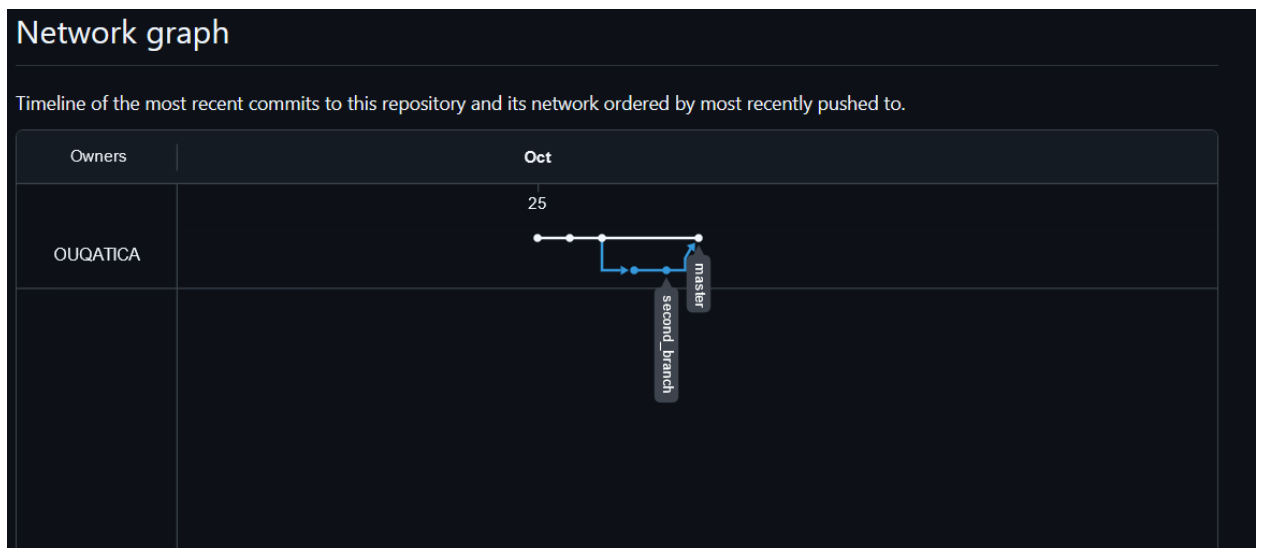 Network graph
Timeline of the most recent commits to this repository and its network ordered by most recently pushed to.
Owners
Oct
25
OUQATICA
master
second_branch